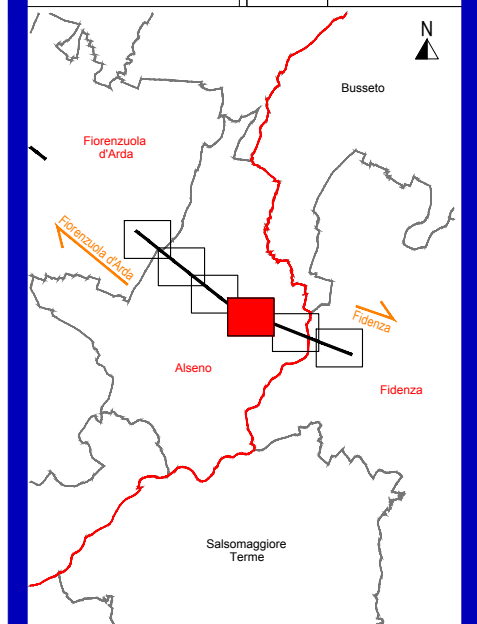 N
Busseto
Fiorenzuola
d'Arda
Fiorenzuola d'Arda
Fidenza
Alseno
Fidenza
Salsomaggiore
Terme